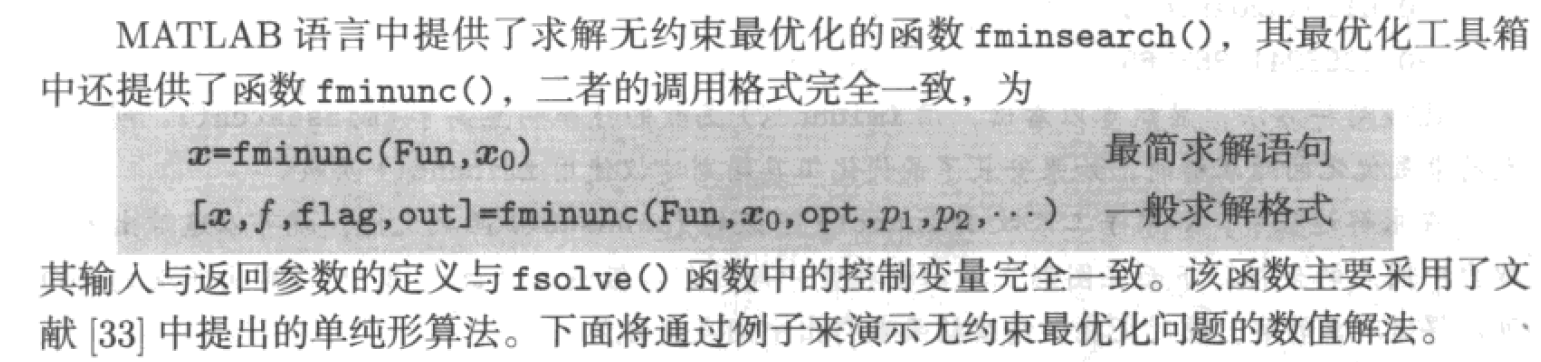 MATLAB 语言中提供了求解无约束最优化的函数 fminsearch()，其最优化工具箱
中还提供了函数 fminunc()，二者的调用格式完全一致，为
x=fminunc(Fun,x₀) 最简求解语句
[x,f,flag,out]=fminunc(Fun,x₀,opt,p₁,p₂,⋯) 一般求解格式
其输入与返回参数的定义与 fsolve() 函数中的控制变量完全一致。该函数主要采用了文
献 [33] 中提出的单纯形算法。下面将通过例子来演示无约束最优化问题的数值解法。